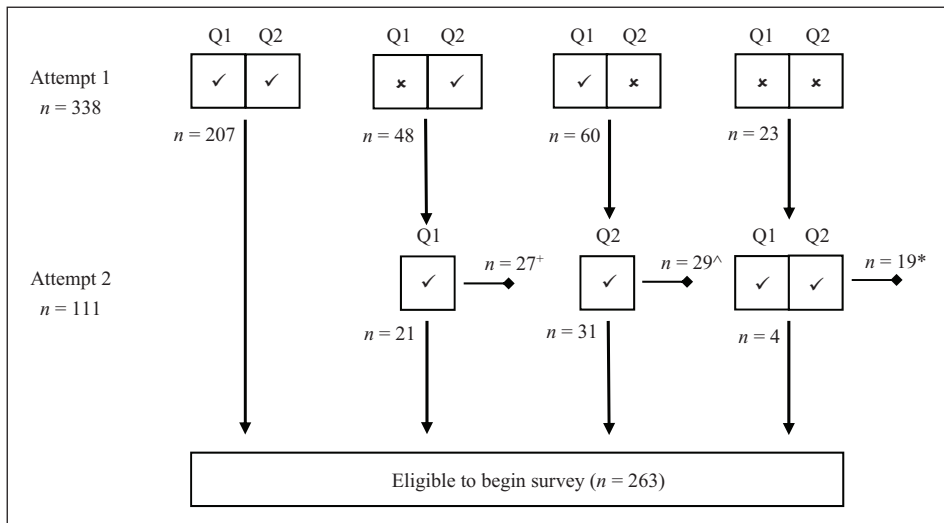 Q1 Q2 Q1 Q2 Q1 Q2 Q1 Q2
Attempt 1
n = 338
✓ ✓ ✘ ✓ ✓ ✘ ✘ ✘
n = 207 n = 48 n = 60 n = 23
Q1 Q2 Q1 Q2
Attempt 2
n = 111
✓ n = 27⁺ ✓ n = 29^ ✓ ✓ n = 19*
n = 21 n = 31 n = 4
Eligible to begin survey (n = 263)